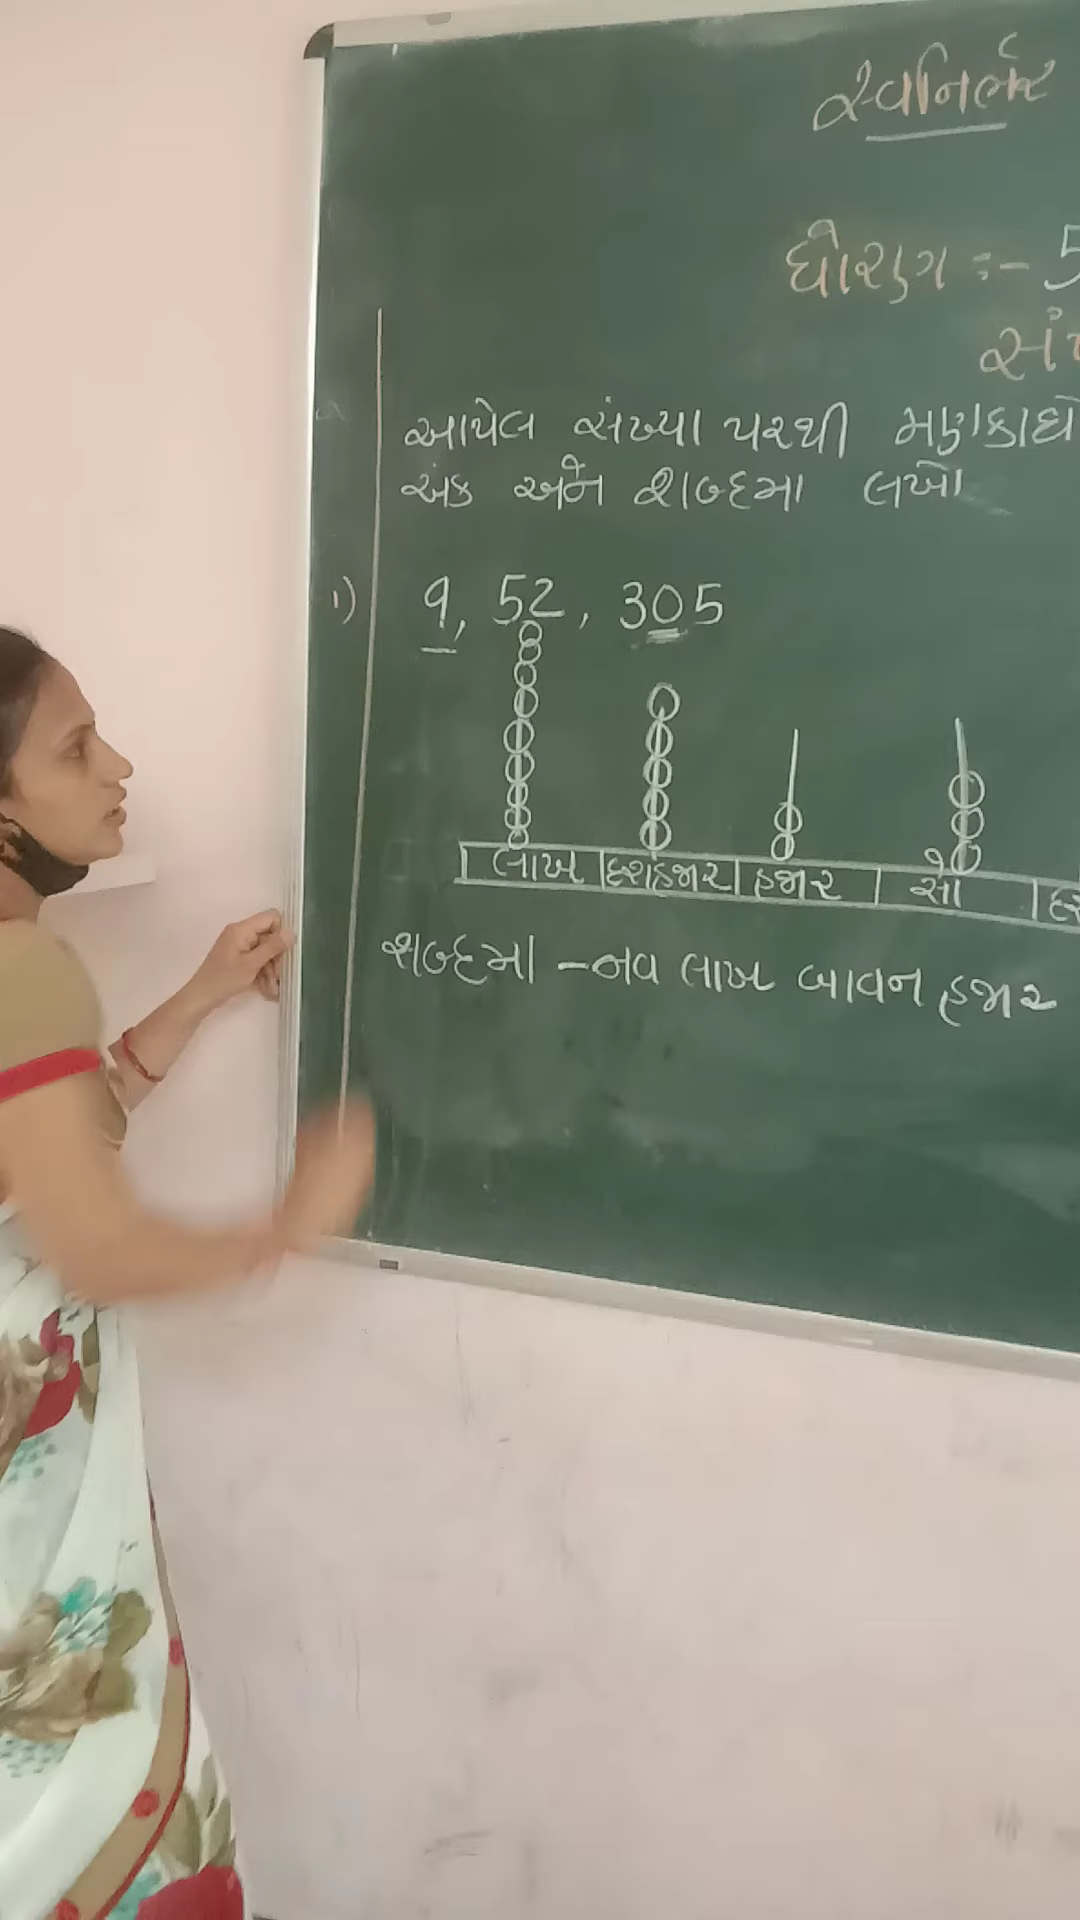 સ્વનિર્ભર
ધોરણ :- 5
આપેલ સંખ્યા પરથી મણકાઘો
અંક અને શબ્દમા લખો
૧) 9, 52, 305
લાખ દશહજાર હજાર સો
શબ્દમા - નવ લાખ બાવન હજાર